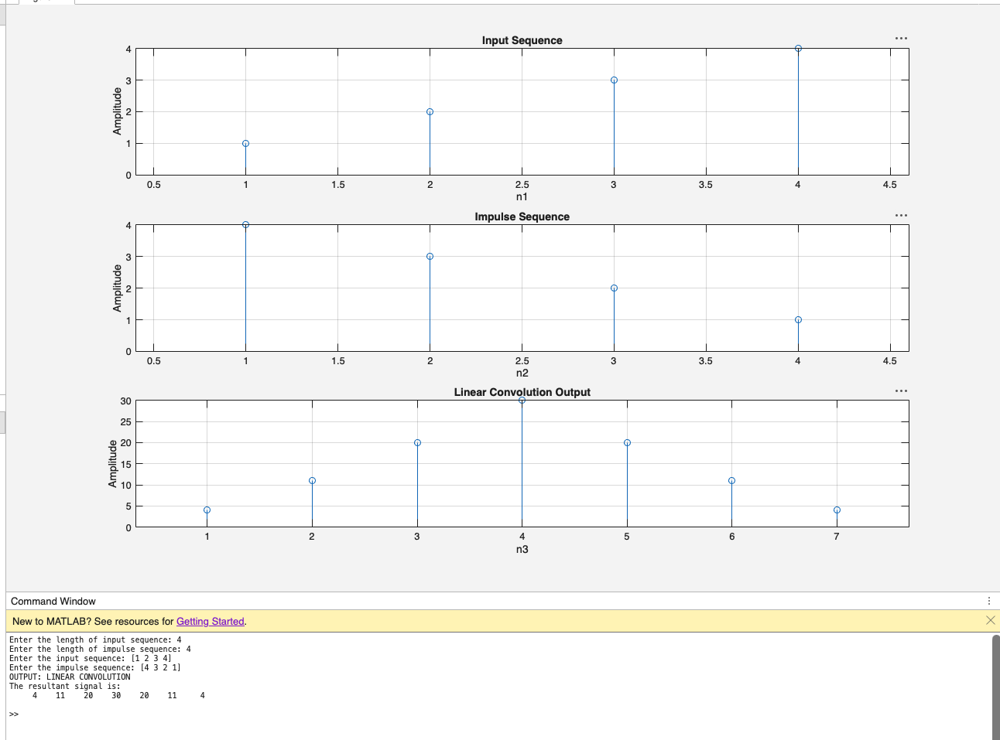 Input Sequence
Amplitude
4
3
2
1
0
0.5 1 1.5 2 2.5 3 3.5 4 4.5
n1
Impulse Sequence
Amplitude
4
3
2
1
0
0.5 1 1.5 2 2.5 3 3.5 4 4.5
n2
Linear Convolution Output
Amplitude
30
25
20
15
10
5
0
1 2 3 4 5 6 7
n3
Command Window
New to MATLAB? See resources for Getting Started.
Enter the length of input sequence: 4
Enter the length of impulse sequence: 4
Enter the input sequence: [1 2 3 4]
Enter the impulse sequence: [4 3 2 1]
OUTPUT: LINEAR CONVOLUTION
The resultant signal is:
4 11 20 30 20 11 4
>>